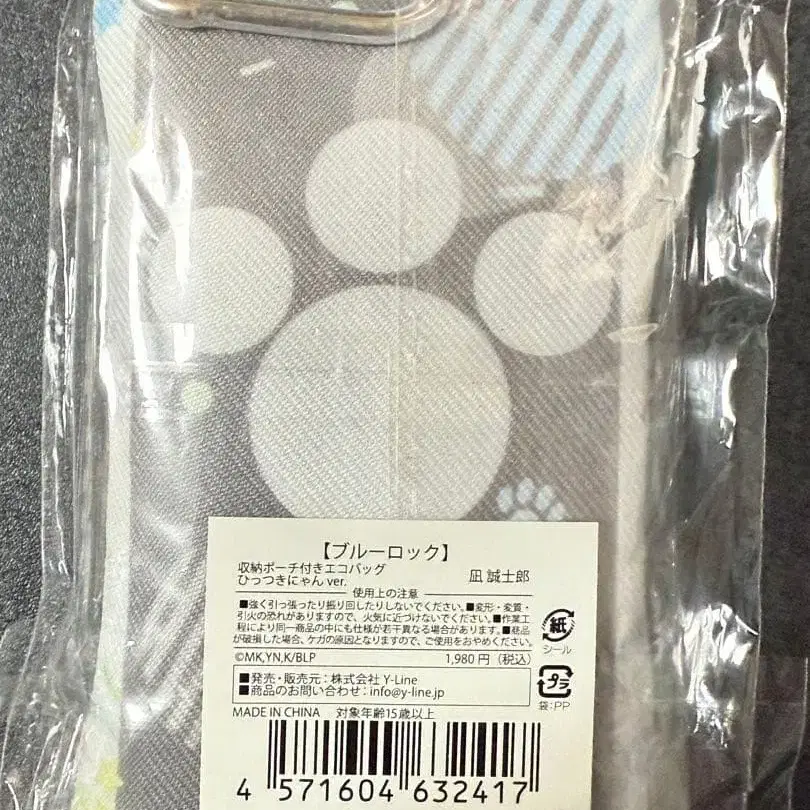 【ブルーロック】
収納ポーチ付きエコバッグ
ひっつきにゃん ver. 凪 誠士郎
使用上の注意
■強く引っ張ったり振り回したりしないでください。■変形・変質・
引火の恐れがありますので、火気に近づけないでください。■作業工
程により同一商品の中にも仕様が若干異なる場合があります。■商品
が破損した場合、ケガの原因となりますので、ご使用をおやめください。
©MK,YN,K/BLP 1,980円(税込)
■発売・販売元：株式会社 Y-Line
■商品のお問い合わせ：info@y-line.jp
MADE IN CHINA 対象年齢15歳以上
紙
シール
プラ
袋:PP
4 571604 632417